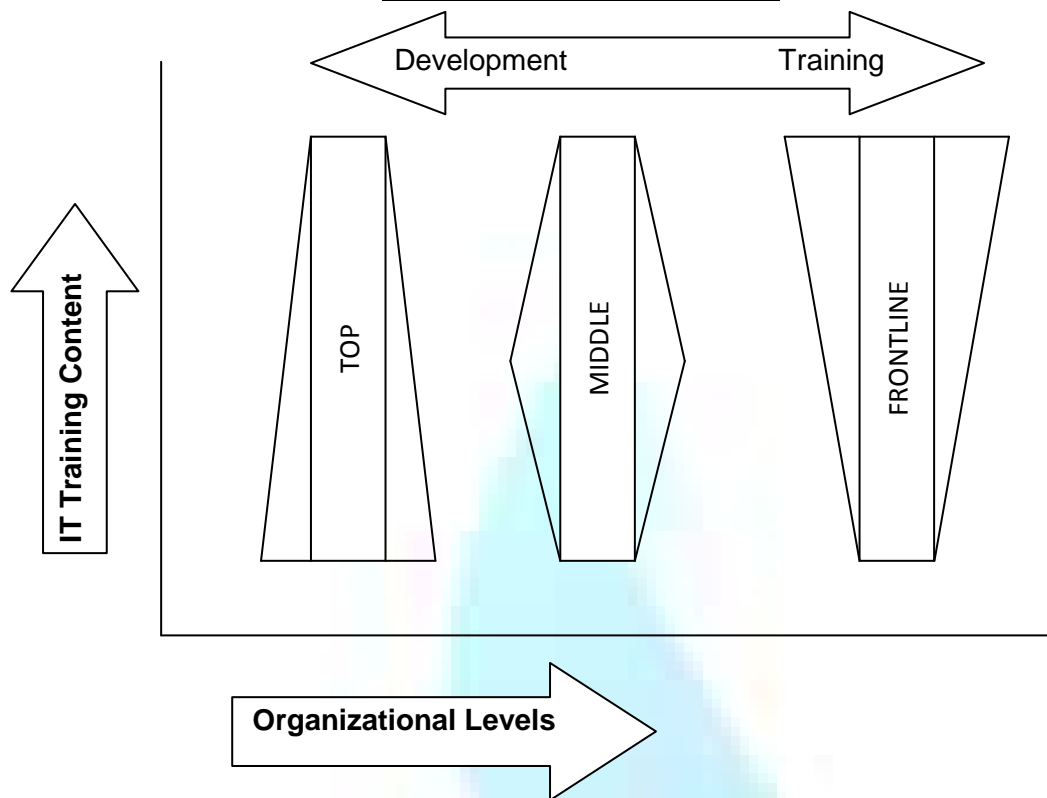 Development Training
IT Training Content
TOP
MIDDLE
FRONTLINE
Organizational Levels